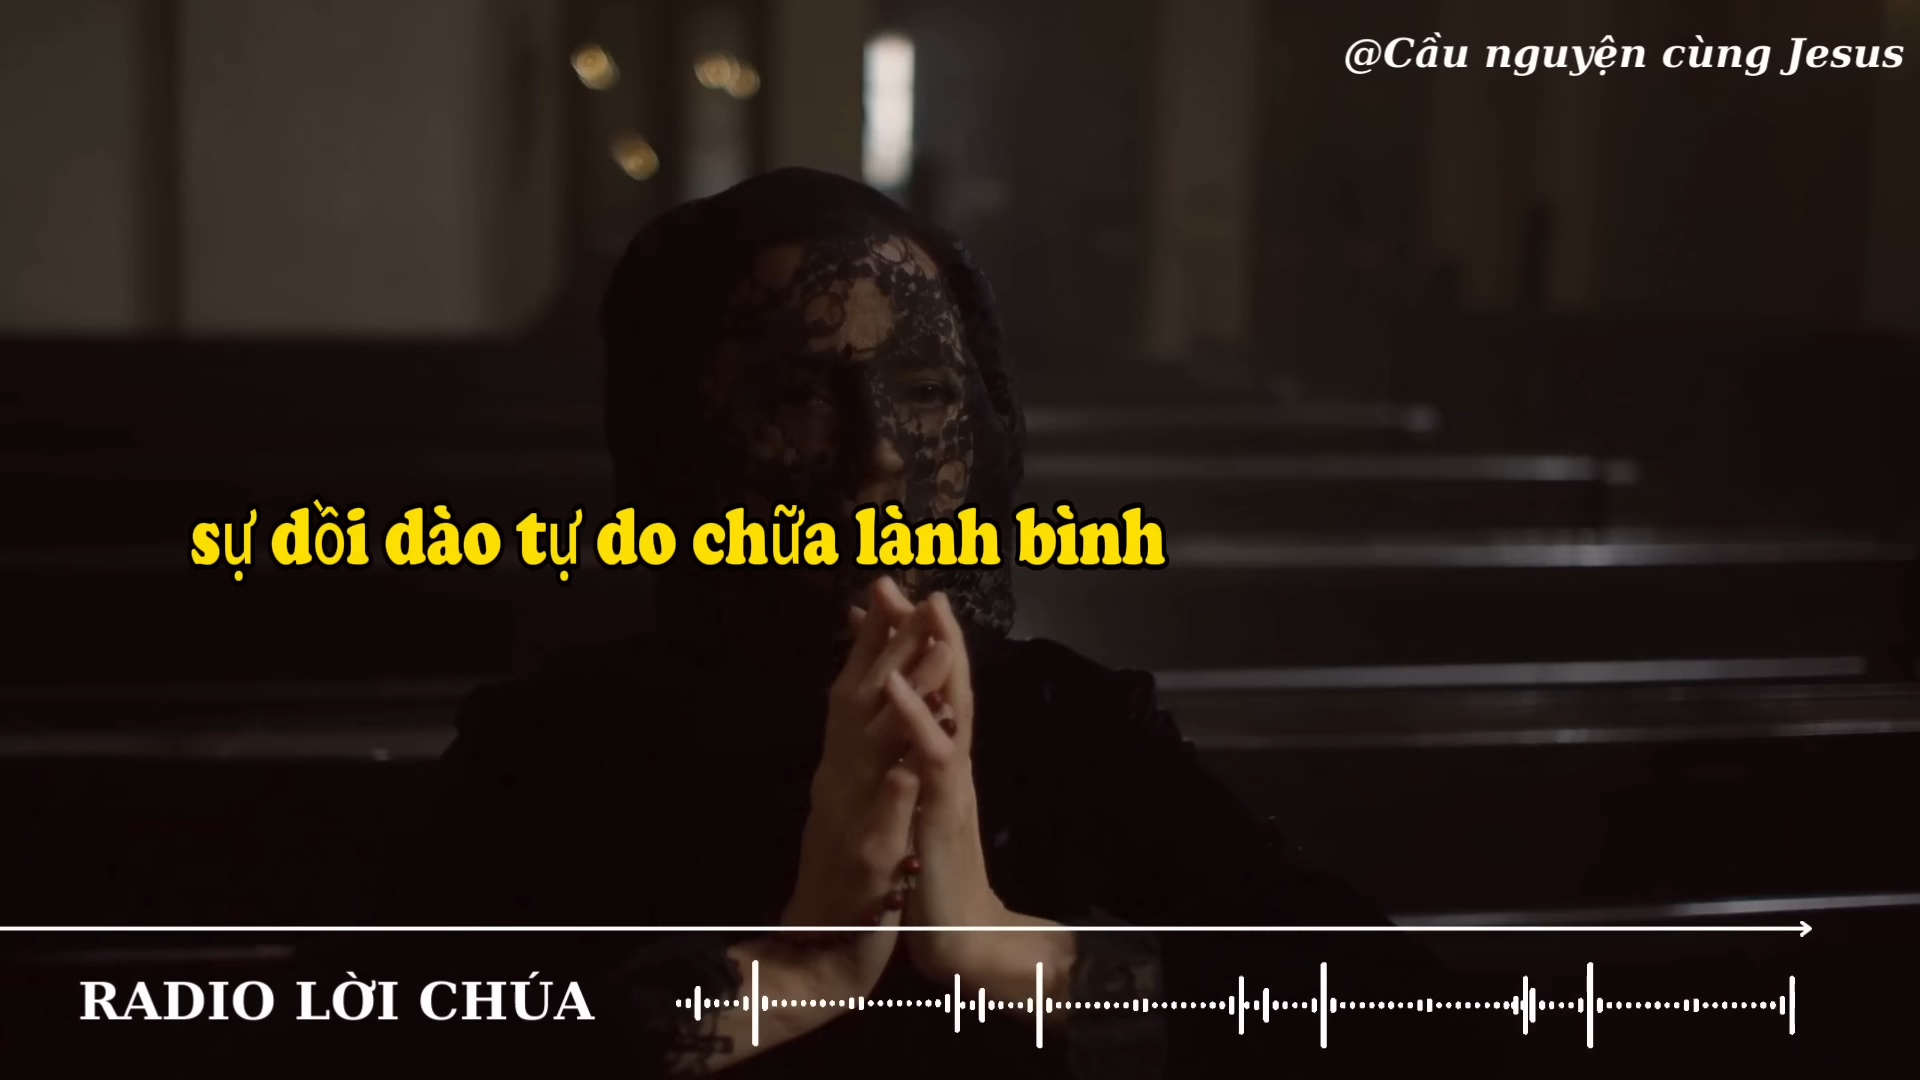 @Cầu nguyện cùng Jesus
sự dồi dào tự do chữa lành bình
RADIO LỜI CHÚA